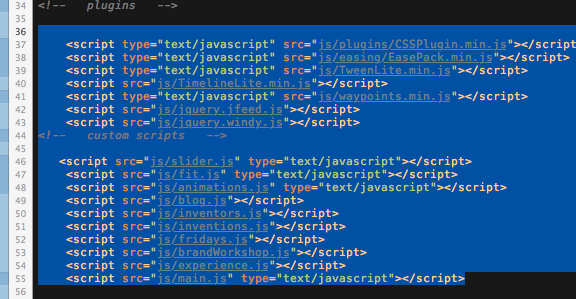 34 <!--   plugins   -->
35
36
37 <script type="text/javascript" src="js/plugins/CSSPlugin.min.js"></script
38 <script type="text/javascript" src="js/easing/EasePack.min.js"></script>
39 <script type="text/javascript" src="js/TweenLite.min.js"></script>
40 <script src="js/TimelineLite.min.js"></script>
41 <script type="text/javascript" src="js/waypoints.min.js"></script>
42 <script src="js/jquery.jfeed.js"></script>
43 <script src="js/jquery.windy.js"></script>
44 <!--   custom scripts   -->
45
46 <script src="js/slider.js" type="text/javascript"></script>
47 <script src="js/fit.js" type="text/javascript"></script>
48 <script src="js/animations.js" type="text/javascript"></script>
49 <script src="js/blog.js"></script>
50 <script src="js/inventors.js"></script>
51 <script src="js/inventions.js"></script>
52 <script src="js/fridays.js"></script>
53 <script src="js/brandWorkshop.js"></script>
54 <script src="js/experience.js"></script>
55 <script src="js/main.js" type="text/javascript"></script>
56